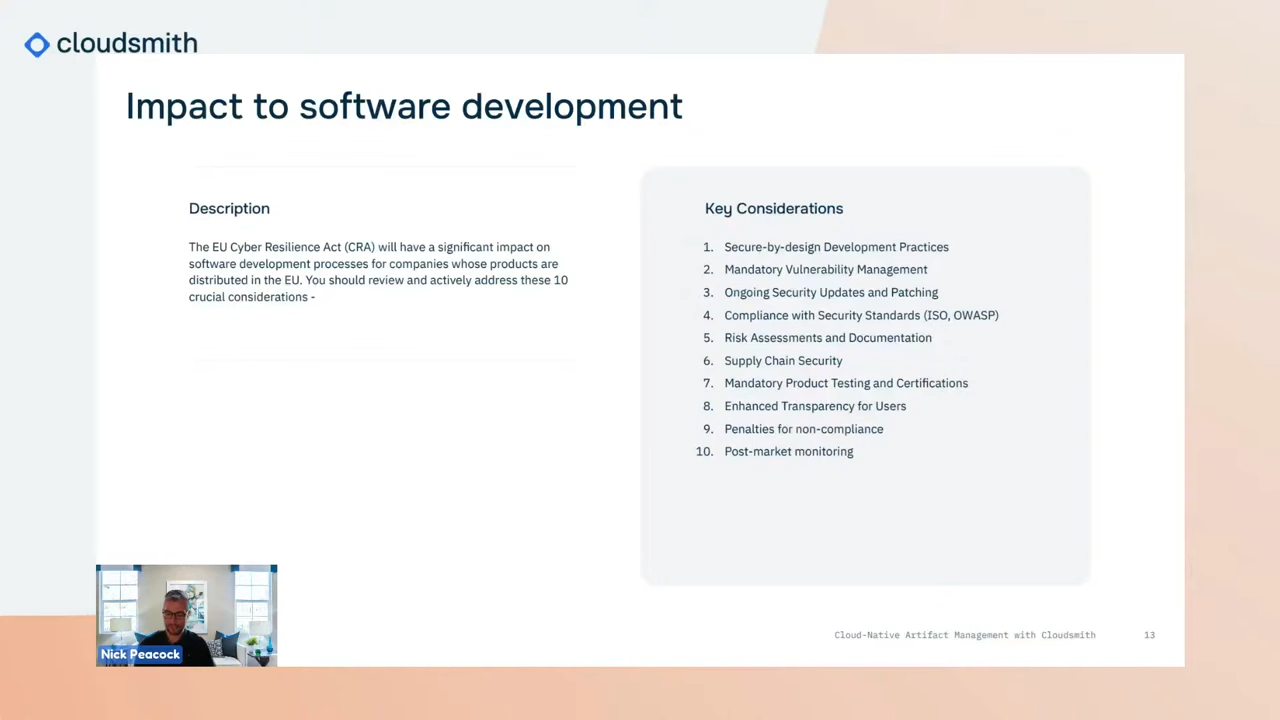 cloudsmith
Impact to software development
Description
The EU Cyber Resilience Act (CRA) will have a significant impact on
software development processes for companies whose products are
distributed in the EU. You should review and actively address these 10
crucial considerations -
Key Considerations
1. Secure-by-design Development Practices
2. Mandatory Vulnerability Management
3. Ongoing Security Updates and Patching
4. Compliance with Security Standards (ISO, OWASP)
5. Risk Assessments and Documentation
6. Supply Chain Security
7. Mandatory Product Testing and Certifications
8. Enhanced Transparency for Users
9. Penalties for non-compliance
10. Post-market monitoring
Nick Peacock
Cloud-Native Artifact Management with Cloudsmith 13